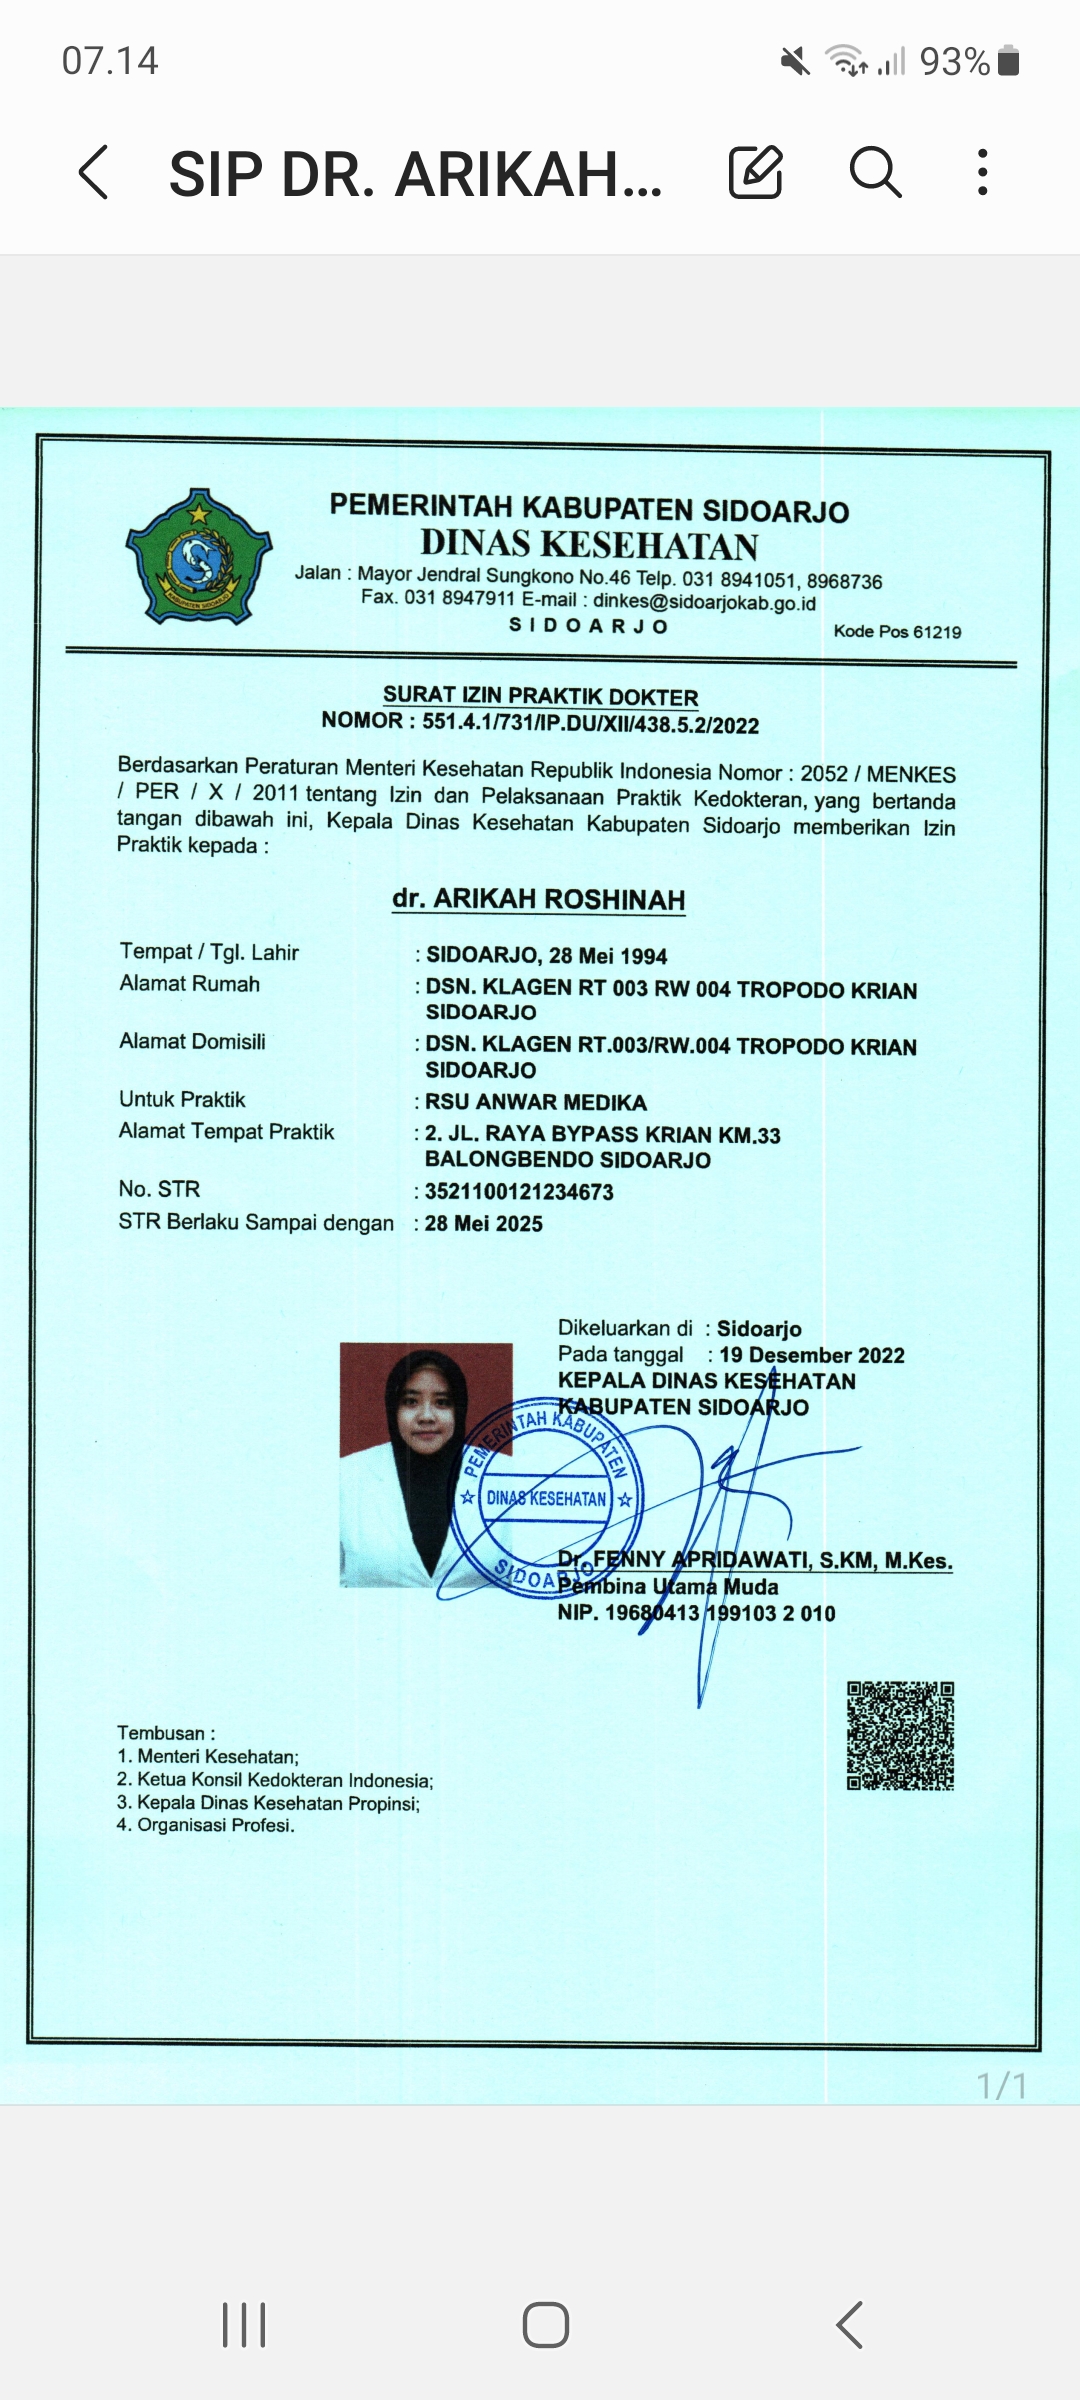 07.14
93%
SIP DR. ARIKAH...
PEMERINTAH KABUPATEN SIDOARJO
DINAS KESEHATAN
Jalan : Mayor Jendral Sungkono No.46 Telp. 031 8941051, 8968736
Fax. 031 8947911 E-mail : dinkes@sidoarjokab.go.id
S I D O A R J O
Kode Pos 61219
KABUPATEN SIDOARJO
SURAT IZIN PRAKTIK DOKTER
NOMOR : 551.4.1/731/IP.DU/XII/438.5.2/2022
Berdasarkan Peraturan Menteri Kesehatan Republik Indonesia Nomor : 2052 / MENKES
/ PER / X / 2011 tentang Izin dan Pelaksanaan Praktik Kedokteran, yang bertanda
tangan dibawah ini, Kepala Dinas Kesehatan Kabupaten Sidoarjo memberikan Izin
Praktik kepada :
dr. ARIKAH ROSHINAH
Tempat / Tgl. Lahir : SIDOARJO, 28 Mei 1994
Alamat Rumah : DSN. KLAGEN RT 003 RW 004 TROPODO KRIAN
SIDOARJO
Alamat Domisili : DSN. KLAGEN RT.003/RW.004 TROPODO KRIAN
SIDOARJO
Untuk Praktik : RSU ANWAR MEDIKA
Alamat Tempat Praktik : 2. JL. RAYA BYPASS KRIAN KM.33
BALONGBENDO SIDOARJO
No. STR : 3521100121234673
STR Berlaku Sampai dengan : 28 Mei 2025
Dikeluarkan di : Sidoarjo
Pada tanggal : 19 Desember 2022
KEPALA DINAS KESEHATAN
KABUPATEN SIDOARJO
PEMERINTAH KABUPATEN
DINAS KESEHATAN
SIDOARJO
Dr. FENNY APRIDAWATI, S.KM, M.Kes.
Pembina Utama Muda
NIP. 19680413 199103 2 010
Tembusan :
1. Menteri Kesehatan;
2. Ketua Konsil Kedokteran Indonesia;
3. Kepala Dinas Kesehatan Propinsi;
4. Organisasi Profesi.
1/1